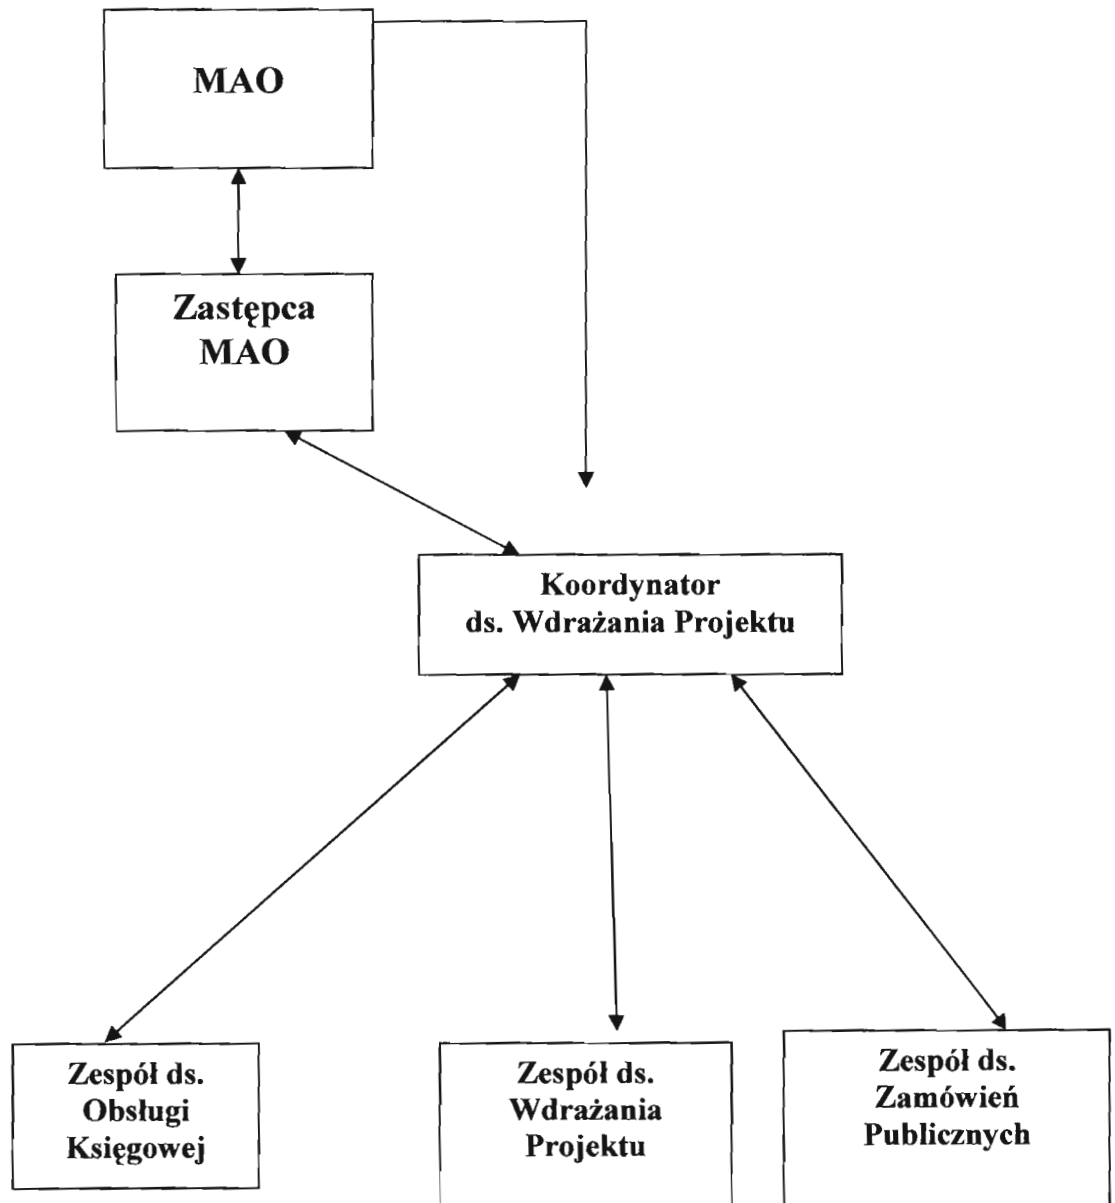 MAO
Zastępca
MAO
Koordynator
ds. Wdrażania Projektu
Zespół ds.
Obsługi
Księgowej
Zespół ds.
Wdrażania
Projektu
Zespół ds.
Zamówień
Publicznych